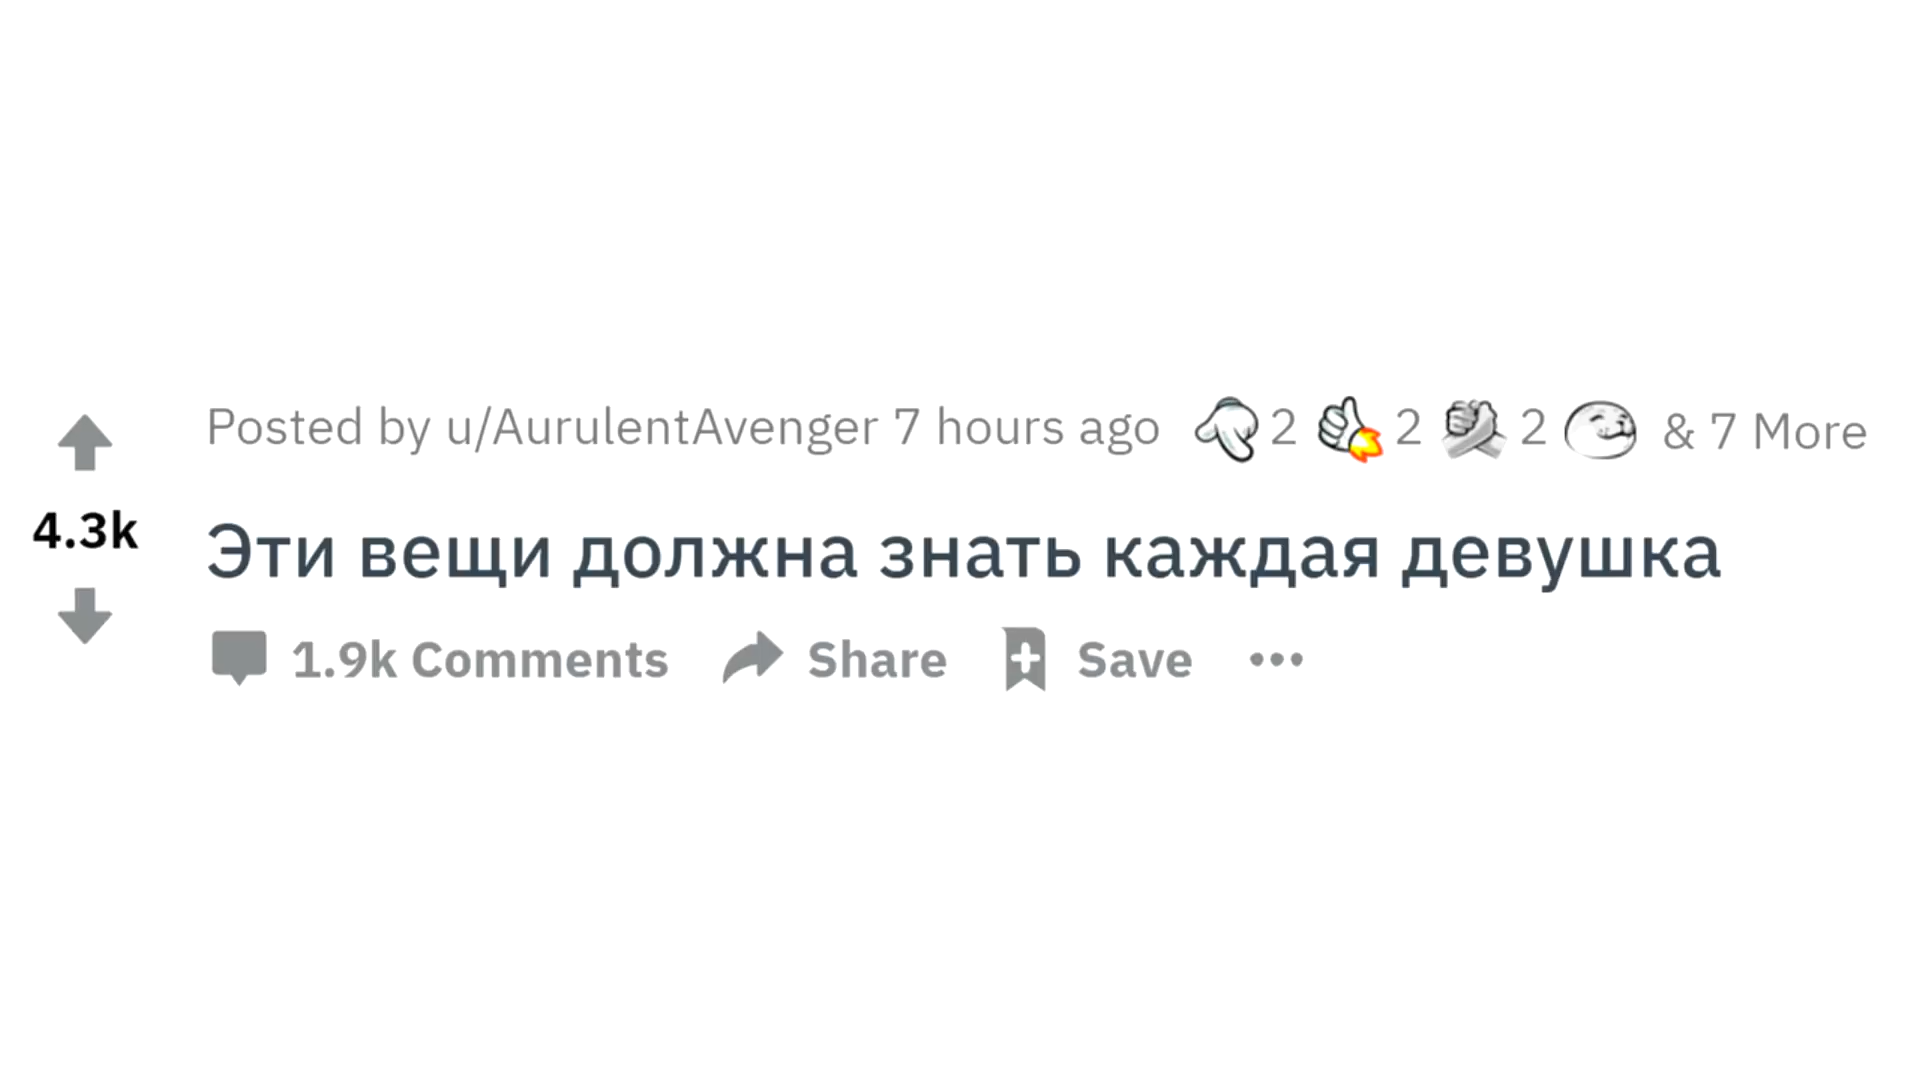 Posted by u/AurulentAvenger 7 hours ago 2 2 2 & 7 More
4.3k
Эти вещи должна знать каждая девушка
1.9k Comments Share Save •••